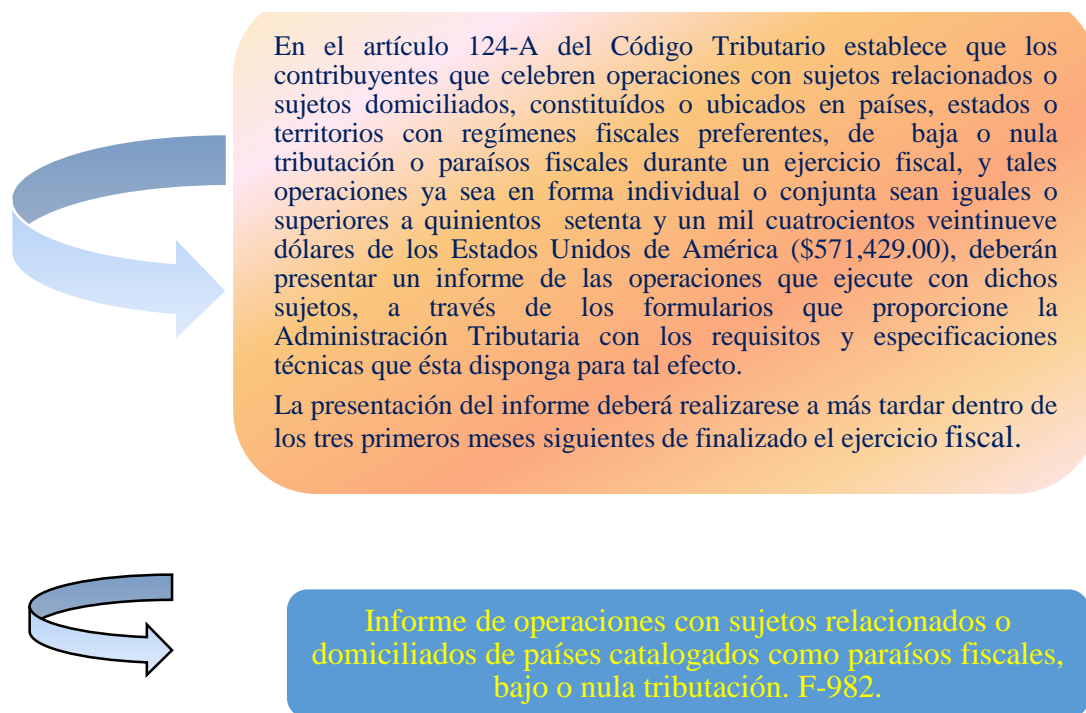 En el artículo 124-A del Código Tributario establece que los
contribuyentes que celebren operaciones con sujetos relacionados o
sujetos domiciliados, constituídos o ubicados en países, estados o
territorios con regímenes fiscales preferentes, de baja o nula
tributación o paraísos fiscales durante un ejercicio fiscal, y tales
operaciones ya sea en forma individual o conjunta sean iguales o
superiores a quinientos setenta y un mil cuatrocientos veintinueve
dólares de los Estados Unidos de América ($571,429.00), deberán
presentar un informe de las operaciones que ejecute con dichos
sujetos, a través de los formularios que proporcione la
Administración Tributaria con los requisitos y especificaciones
técnicas que ésta disponga para tal efecto.
La presentación del informe deberá realizarese a más tardar dentro de
los tres primeros meses siguientes de finalizado el ejercicio fiscal.
Informe de operaciones con sujetos relacionados o
domiciliados de países catalogados como paraísos fiscales,
bajo o nula tributación. F-982.